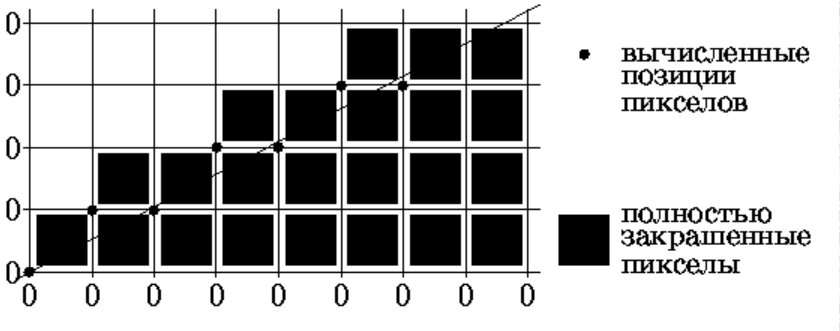 0
0
0
0
0
0 0 0 0 0 0 0 0 0
вычисленные
позиции
пикселов
полностью
закрашенные
пикселы